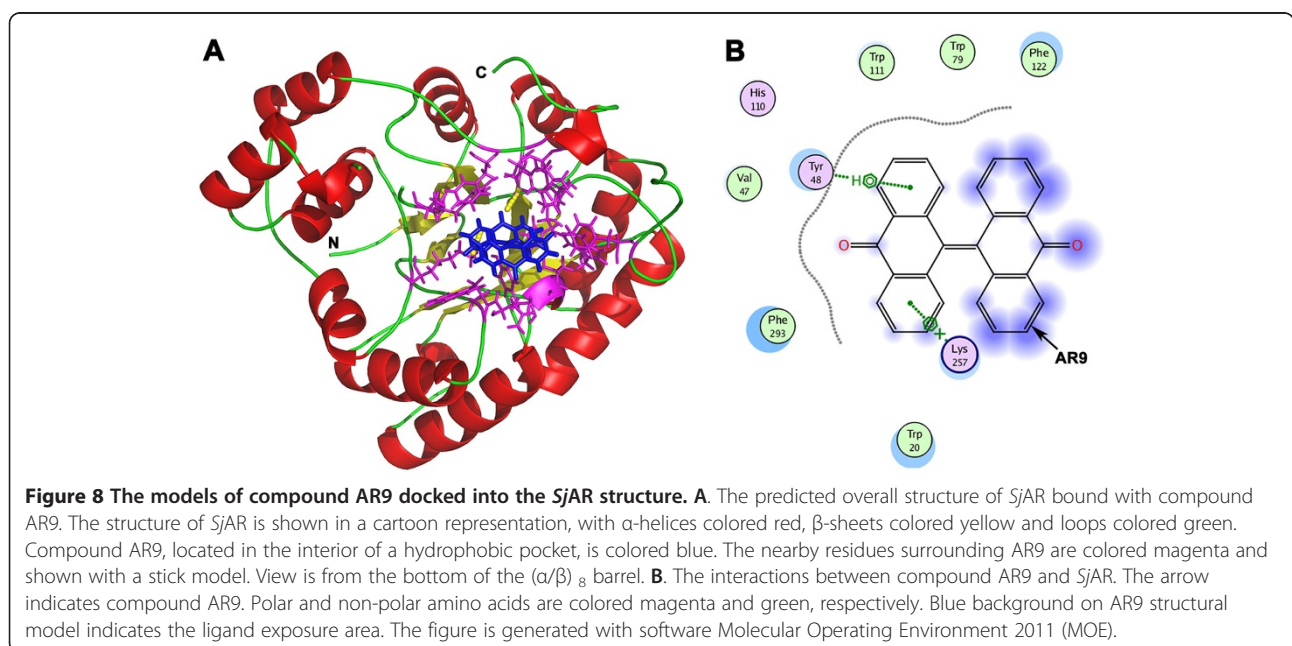 A
C
N
B
Trp
111
Trp
79
Phe
122
His
110
Tyr
48
H
Val
47
O
O
Phe
293
+
Lys
257
AR9
Trp
20
Figure 8 The models of compound AR9 docked into the SjAR structure. A. The predicted overall structure of SjAR bound with compound
AR9. The structure of SjAR is shown in a cartoon representation, with α-helices colored red, β-sheets colored yellow and loops colored green.
Compound AR9, located in the interior of a hydrophobic pocket, is colored blue. The nearby residues surrounding AR9 are colored magenta and
shown with a stick model. View is from the bottom of the (α/β) 8 barrel. B. The interactions between compound AR9 and SjAR. The arrow
indicates compound AR9. Polar and non-polar amino acids are colored magenta and green, respectively. Blue background on AR9 structural
model indicates the ligand exposure area. The figure is generated with software Molecular Operating Environment 2011 (MOE).